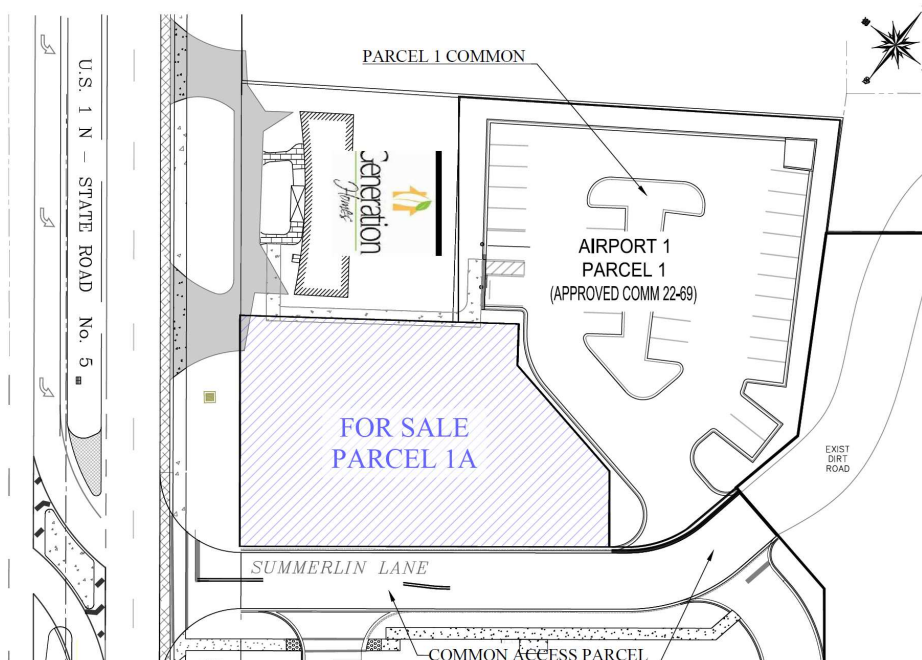 PARCEL 1 COMMON
U.S. 1 N – STATE ROAD No. 5
Generation
Homes
AIRPORT 1
PARCEL 1
(APPROVED COMM 22-69)
FOR SALE
PARCEL 1A
EXIST
DIRT
ROAD
SUMMERLIN LANE
COMMON ACCESS PARCEL